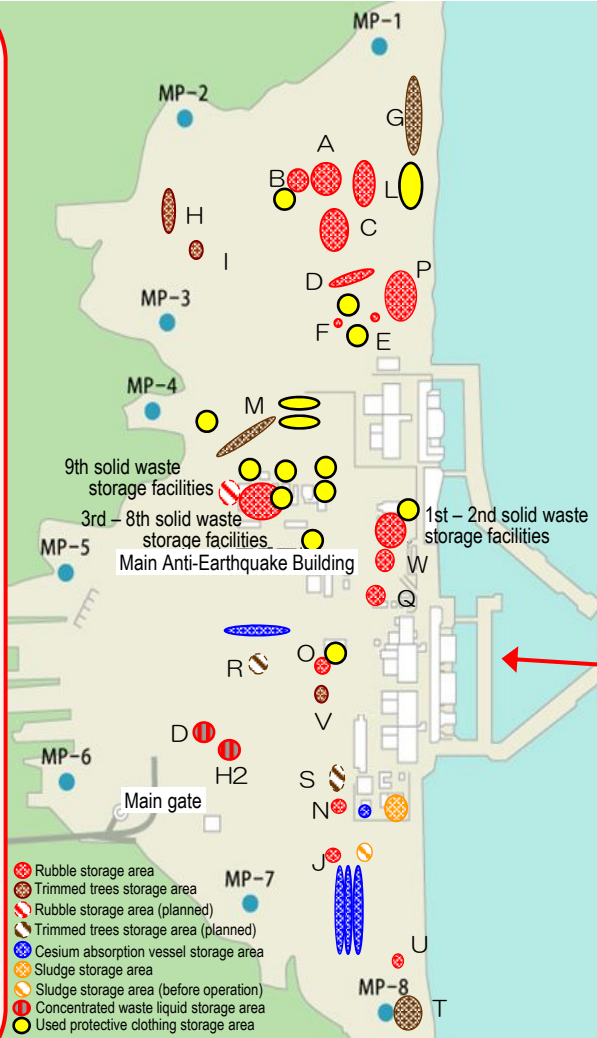 MP-1
MP-2
G
A
B
L
H
C
I
D
P
MP-3
F
E
MP-4
M
9th solid waste
storage facilities
3rd – 8th solid waste
storage facilities
1st – 2nd solid waste
storage facilities
MP-5
Main Anti-Earthquake Building
W
Q
O
R
V
D
H2
MP-6
S
Main gate
N
J
MP-7
U
MP-8
T
Rubble storage area
Trimmed trees storage area
Rubble storage area (planned)
Trimmed trees storage area (planned)
Cesium absorption vessel storage area
Sludge storage area
Sludge storage area (before operation)
Concentrated waste liquid storage area
Used protective clothing storage area